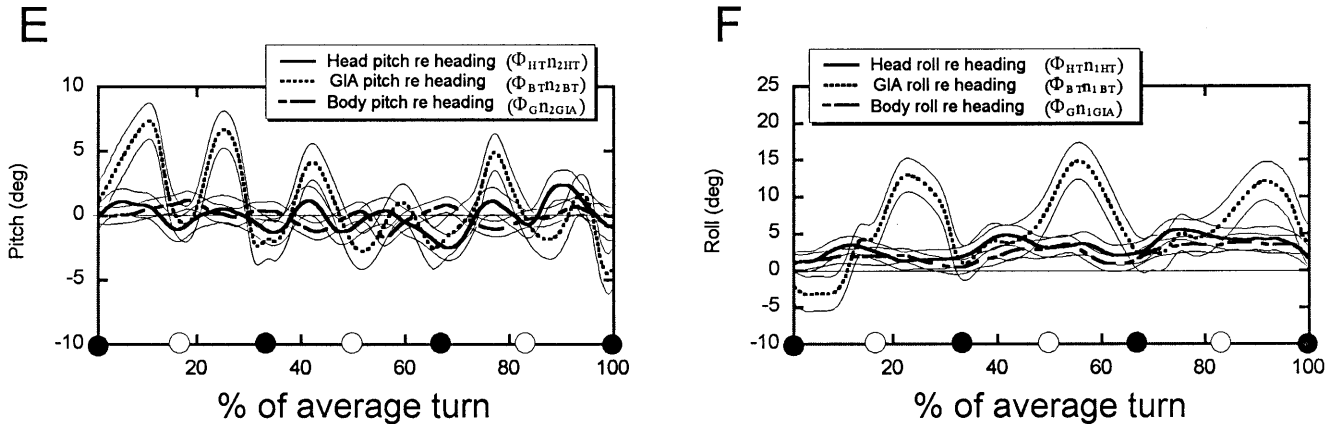 E
Head pitch re heading (ΦHTn2HT)
GIA pitch re heading (ΦBTn2BT)
Body pitch re heading (ΦGn2GIA)
10
5
0
-5
-10
Pitch (deg)
20 40 60 80 100
% of average turn
F
Head roll re heading (ΦHTn1HT)
GIA roll re heading (ΦBTn1BT)
Body roll re heading (ΦGn1GIA)
25
20
15
10
5
0
-5
-10
Roll (deg)
20 40 60 80 100
% of average turn